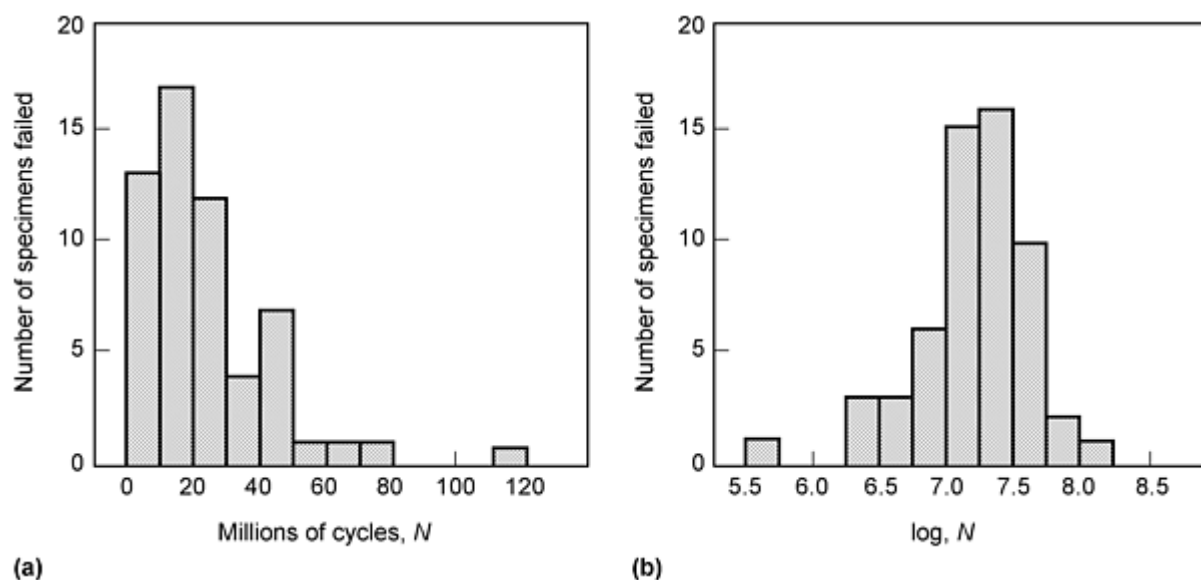 20
15
10
5
0
Number of specimens failed
0 20 40 60 80 100 120
Millions of cycles, N
(a)
20
15
10
5
0
Number of specimens failed
5.5 6.0 6.5 7.0 7.5 8.0 8.5
log, N
(b)